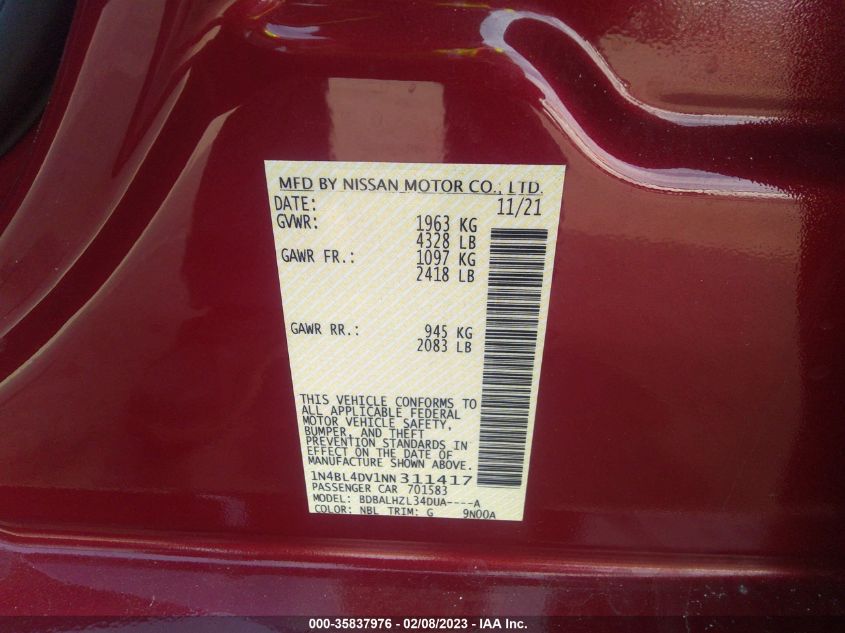 MFD BY NISSAN MOTOR CO., LTD.
DATE: 11/21
GVWR: 1963 KG
4328 LB
GAWR FR.: 1097 KG
2418 LB
GAWR RR.: 945 KG
2083 LB
THIS VEHICLE CONFORMS TO
ALL APPLICABLE FEDERAL
MOTOR VEHICLE SAFETY,
BUMPER, AND THEFT
PREVENTION STANDARDS IN
EFFECT ON THE DATE OF
MANUFACTURE SHOWN ABOVE.
1N4BL4DV1NN311417
PASSENGER CAR 701583
MODEL: BDBALHZL34DUA----A
COLOR: NBL TRIM: G 9N00A
000-35837976 - 02/08/2023 - IAA Inc.